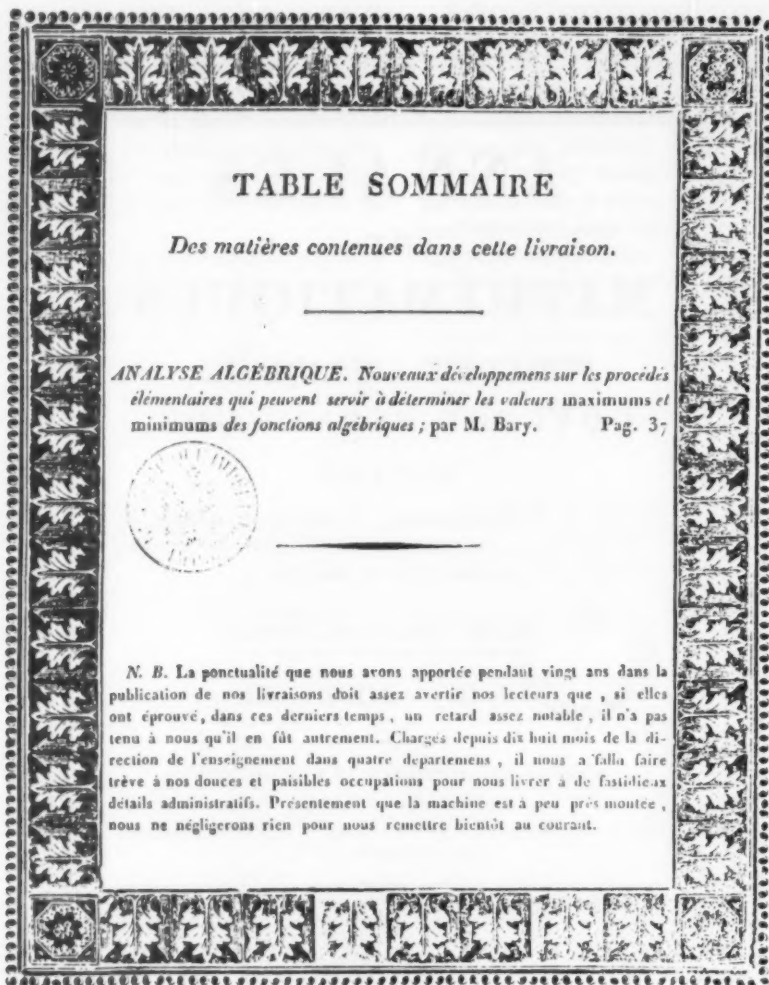 TABLE SOMMAIRE
Des matières contenues dans cette livraison.
ANALYSE ALGÉBRIQUE. Nouveaux développemens sur les procédés
élémentaires qui peuvent servir à déterminer les valeurs maximums et
minimums des fonctions algébriques ; par M. Bary. Pag. 37
N. B. La ponctualité que nous avons apportée pendant vingt ans dans la
publication de nos livraisons doit assez avertir nos lecteurs que , si elles
ont éprouvé, dans ces derniers temps , un retard assez notable , il n'a pas
tenu à nous qu'il en fût autrement. Chargés depuis dix huit mois de la di-
rection de l'enseignement dans quatre departemens , il nous a fallu faire
trève à nos douces et paisibles occupations pour nous livrer à de fastidieux
détails administratifs. Présentement que la machine est à peu près montée ,
nous ne négligerons rien pour nous remettre bientôt au courant.